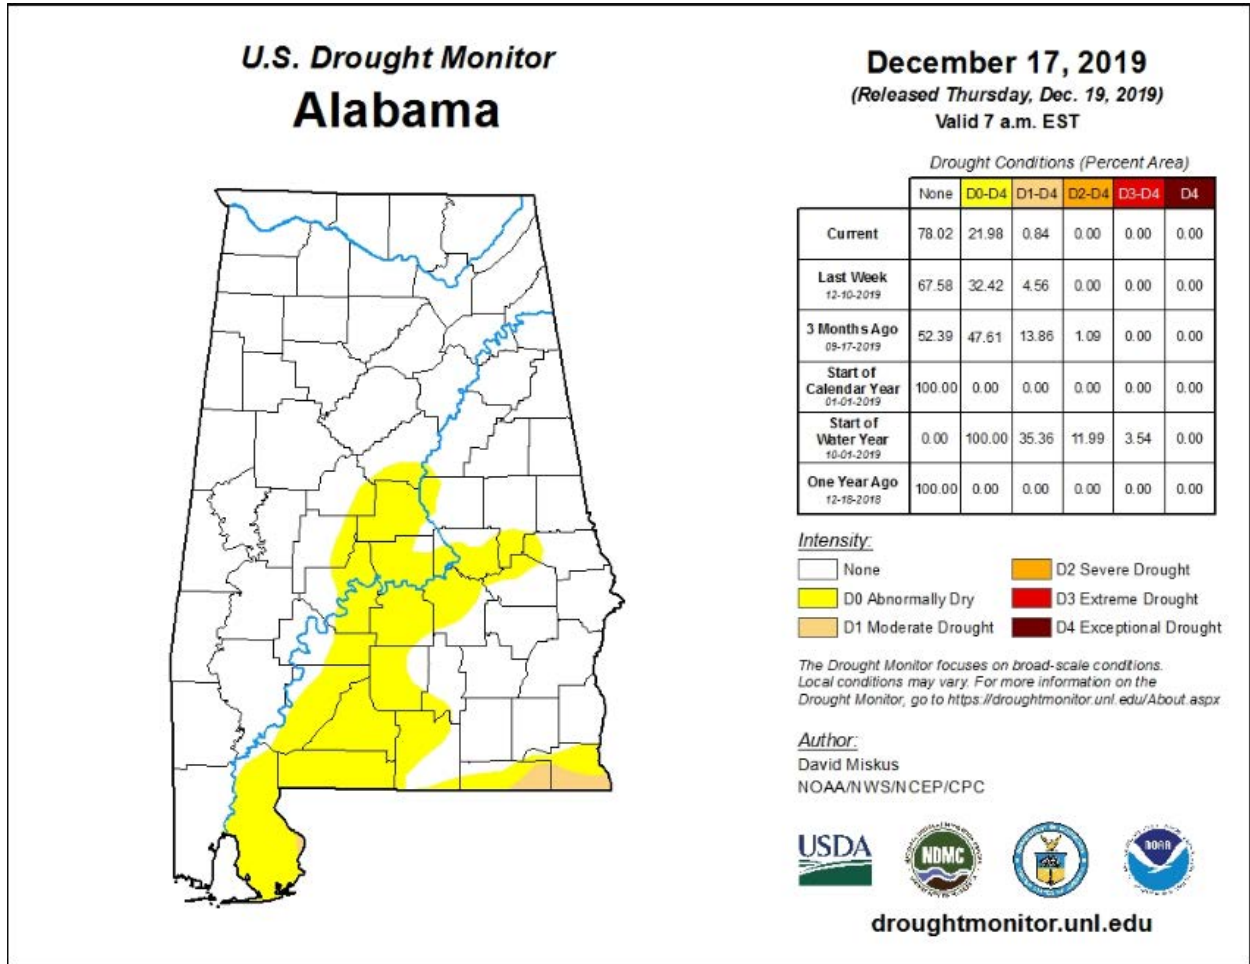 U.S. Drought Monitor
Alabama
December 17, 2019
(Released Thursday, Dec. 19, 2019)
Valid 7 a.m. EST
Drought Conditions (Percent Area)
None D0-D4 D1-D4 D2-D4 D3-D4 D4
Current 78.02 21.98 0.84 0.00 0.00 0.00
Last Week
12-10-2019
67.58 32.42 4.56 0.00 0.00 0.00
3 Months Ago
09-17-2019
52.39 47.61 13.86 1.09 0.00 0.00
Start of
Calendar Year
01-01-2019
100.00 0.00 0.00 0.00 0.00 0.00
Start of
Water Year
10-01-2019
0.00 100.00 35.36 11.99 3.54 0.00
One Year Ago
12-18-2018
100.00 0.00 0.00 0.00 0.00 0.00
Intensity:
None
D0 Abnormally Dry
D1 Moderate Drought
D2 Severe Drought
D3 Extreme Drought
D4 Exceptional Drought
The Drought Monitor focuses on broad-scale conditions.
Local conditions may vary. For more information on the
Drought Monitor, go to https://droughtmonitor.unl.edu/About.aspx
Author:
David Miskus
NOAA/NWS/NCEP/CPC
USDA
NDMC
NOAA
droughtmonitor.unl.edu